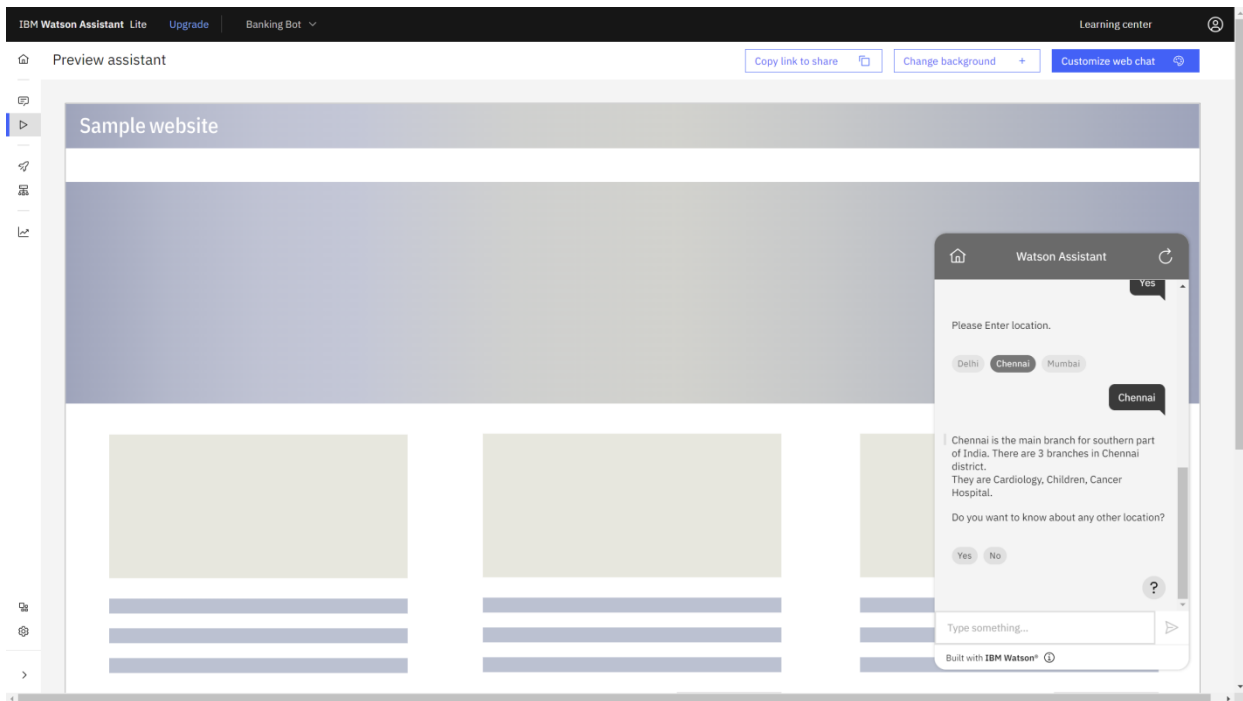 IBM Watson Assistant Lite Upgrade Banking Bot Learning center
Preview assistant Copy link to share Change background + Customize web chat
Sample website
Watson Assistant
Yes
Please Enter location.
Delhi Chennai Mumbai
Chennai
Chennai is the main branch for southern part
of India. There are 3 branches in Chennai
district.
They are Cardiology, Children, Cancer
Hospital.
Do you want to know about any other location?
Yes No
?
Type something...
Built with IBM Watson®